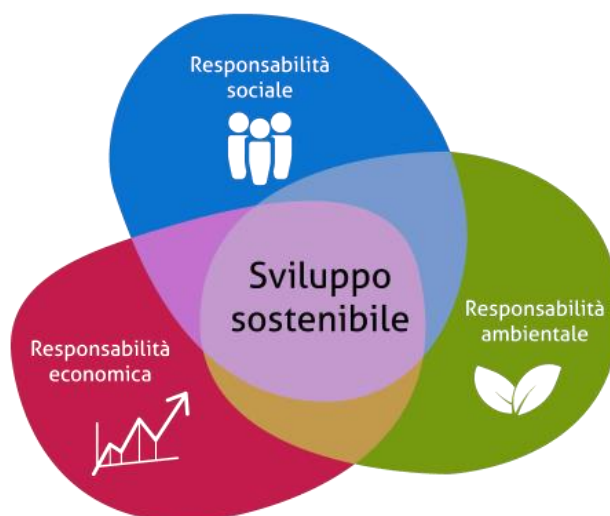 Responsabilità
sociale
Sviluppo
sostenibile
Responsabilità
ambientale
Responsabilità
economica